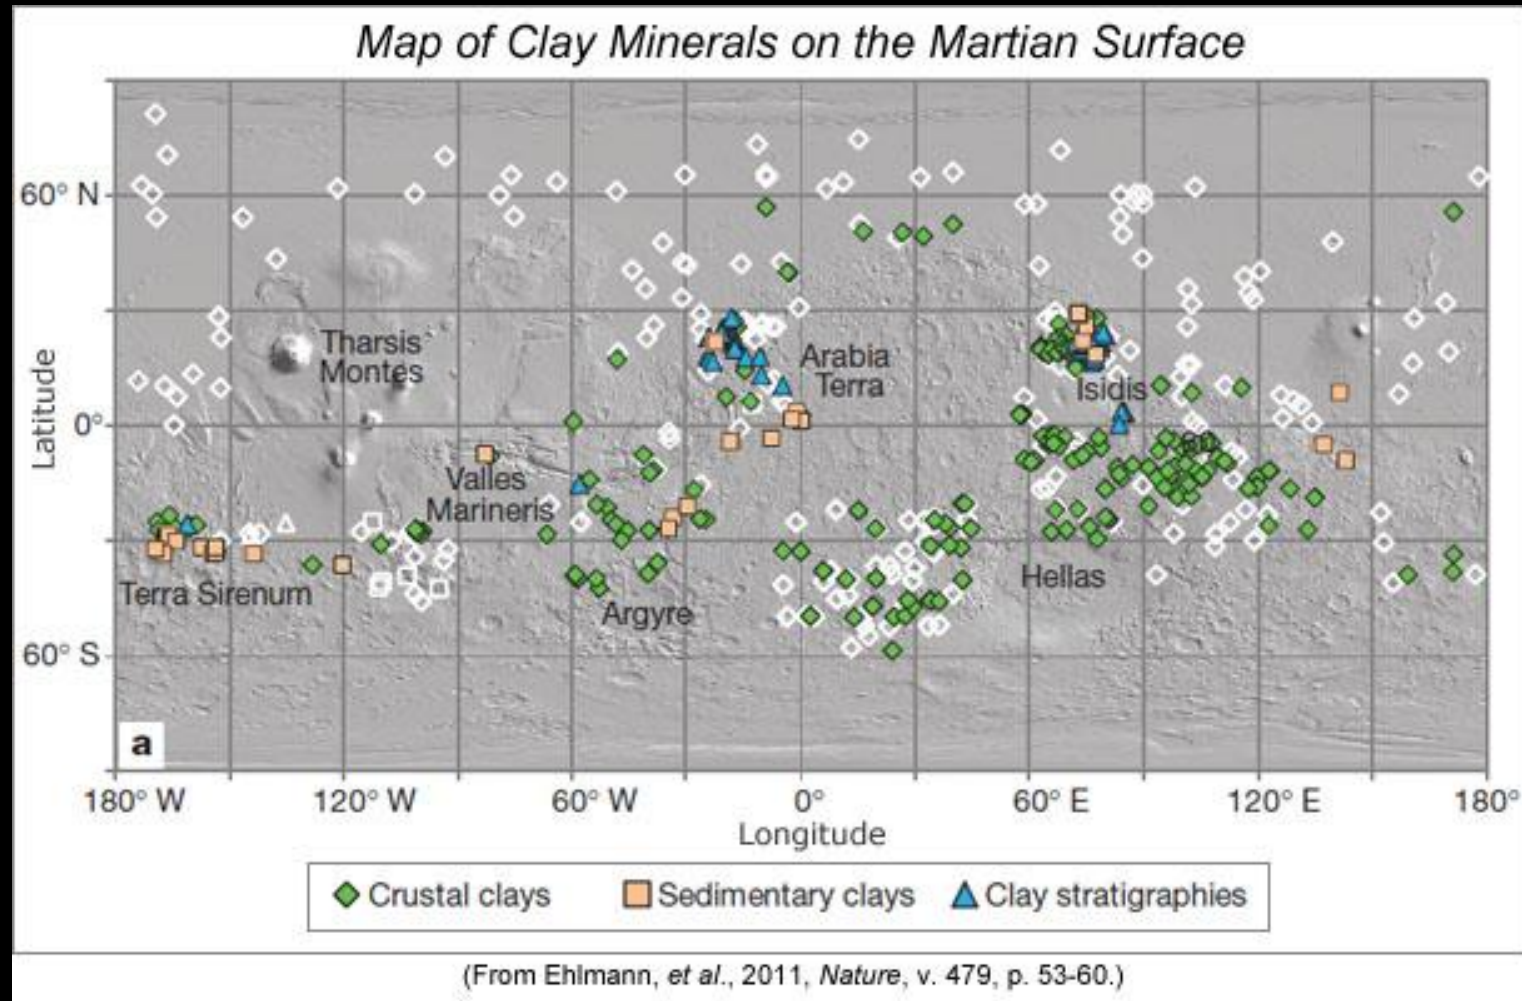 Map of Clay Minerals on the Martian Surface
60° N
0°
60° S
Latitude
Tharsis
Montes
Arabia
Terra
Isidis
Valles
Marineris
Terra Sirenum
Argyre
Hellas
a
180° W 120° W 60° W 0° 60° E 120° E 180°
Longitude
Crustal clays Sedimentary clays Clay stratigraphies
(From Ehlmann, et al., 2011, Nature, v. 479, p. 53-60.)